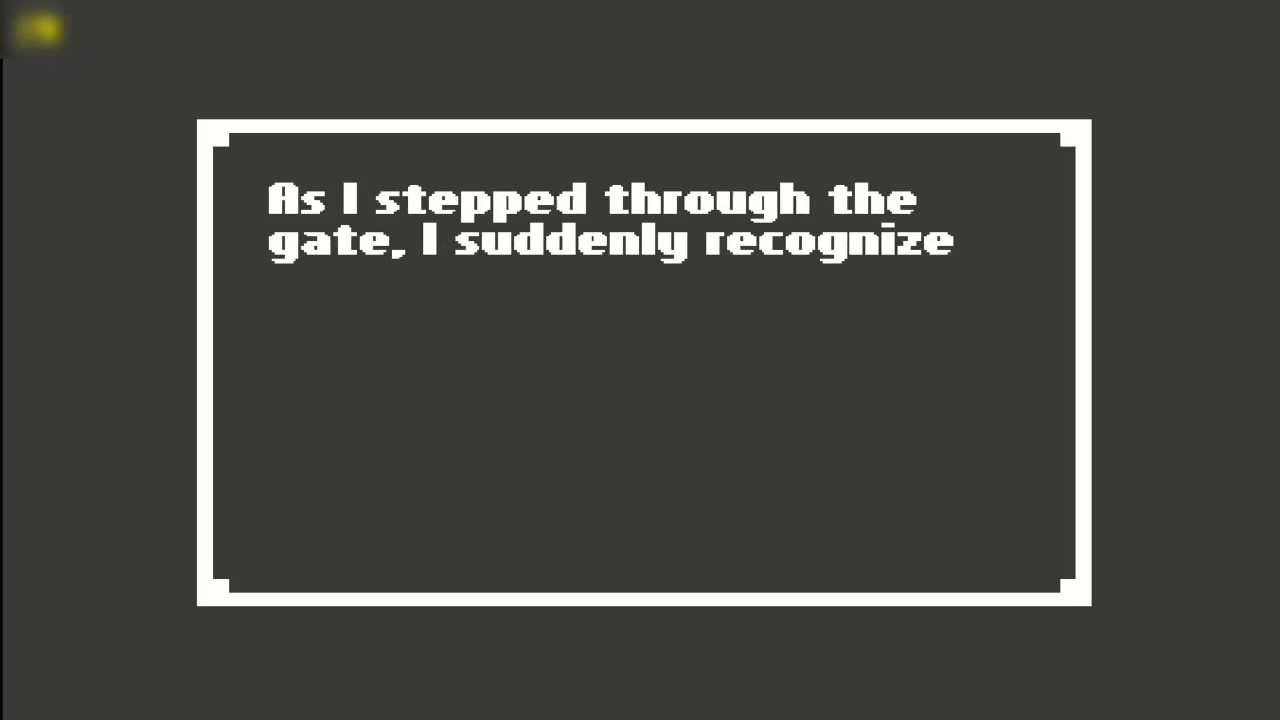 As I stepped through the
gate, I suddenly recognize